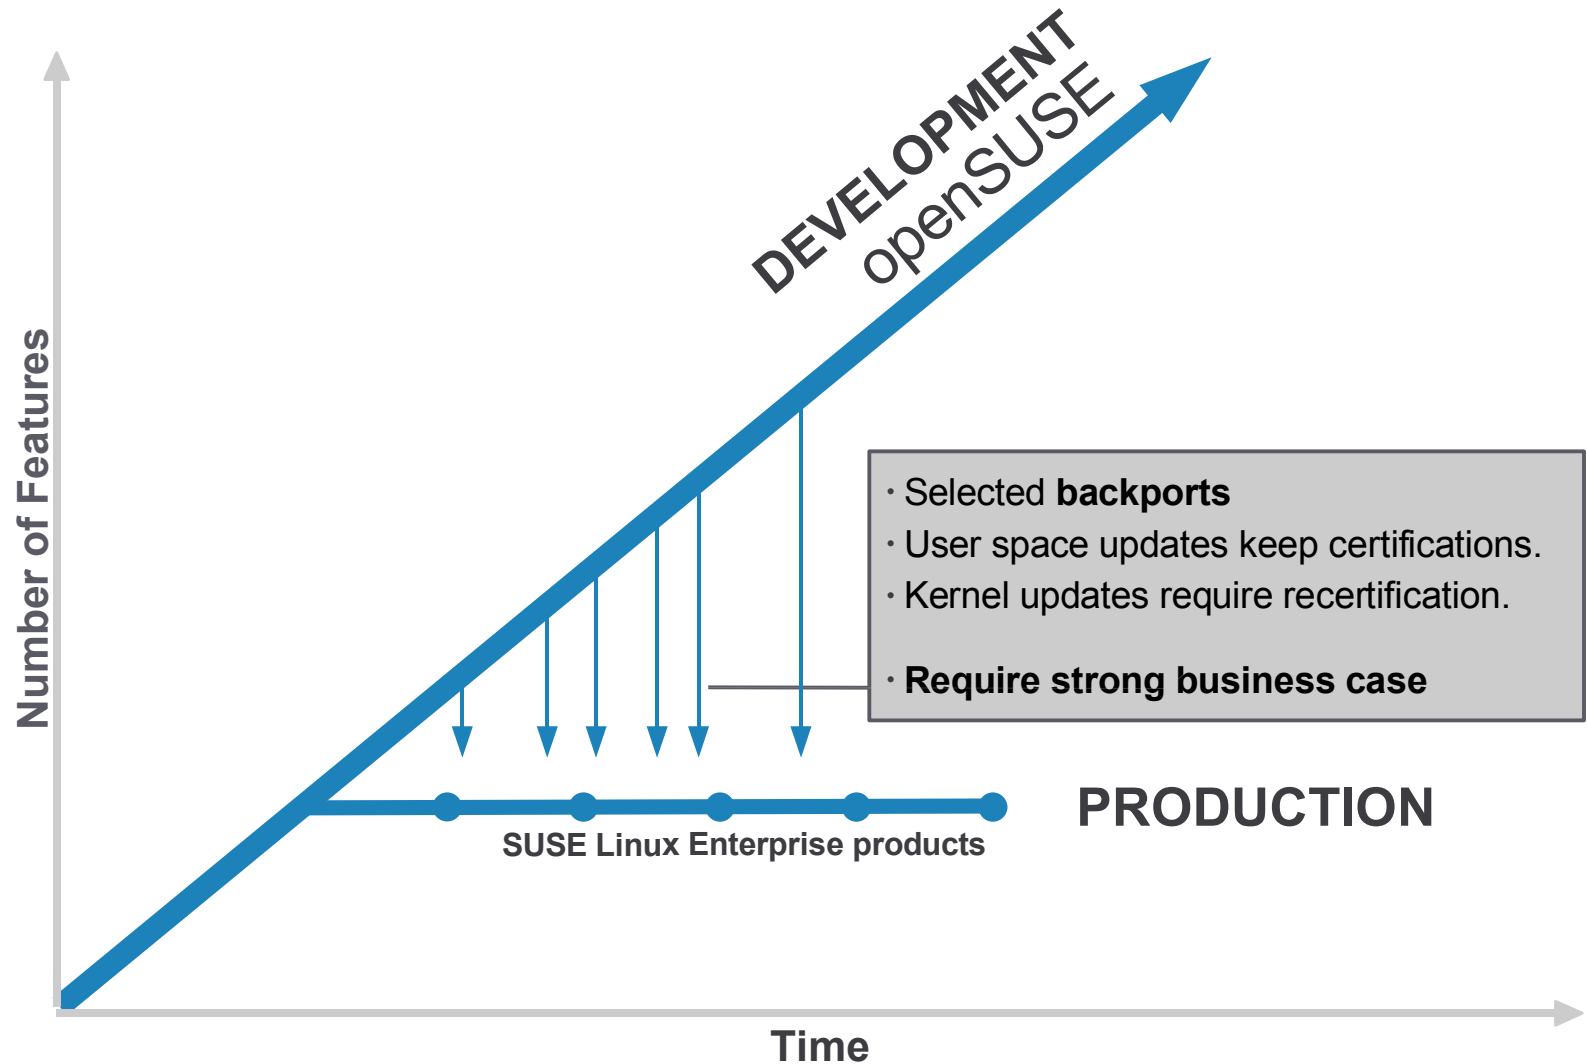 DEVELOPMENT
openSUSE
Number of Features
· Selected backports
· User space updates keep certifications.
· Kernel updates require recertification.
· Require strong business case
PRODUCTION
SUSE Linux Enterprise products
Time